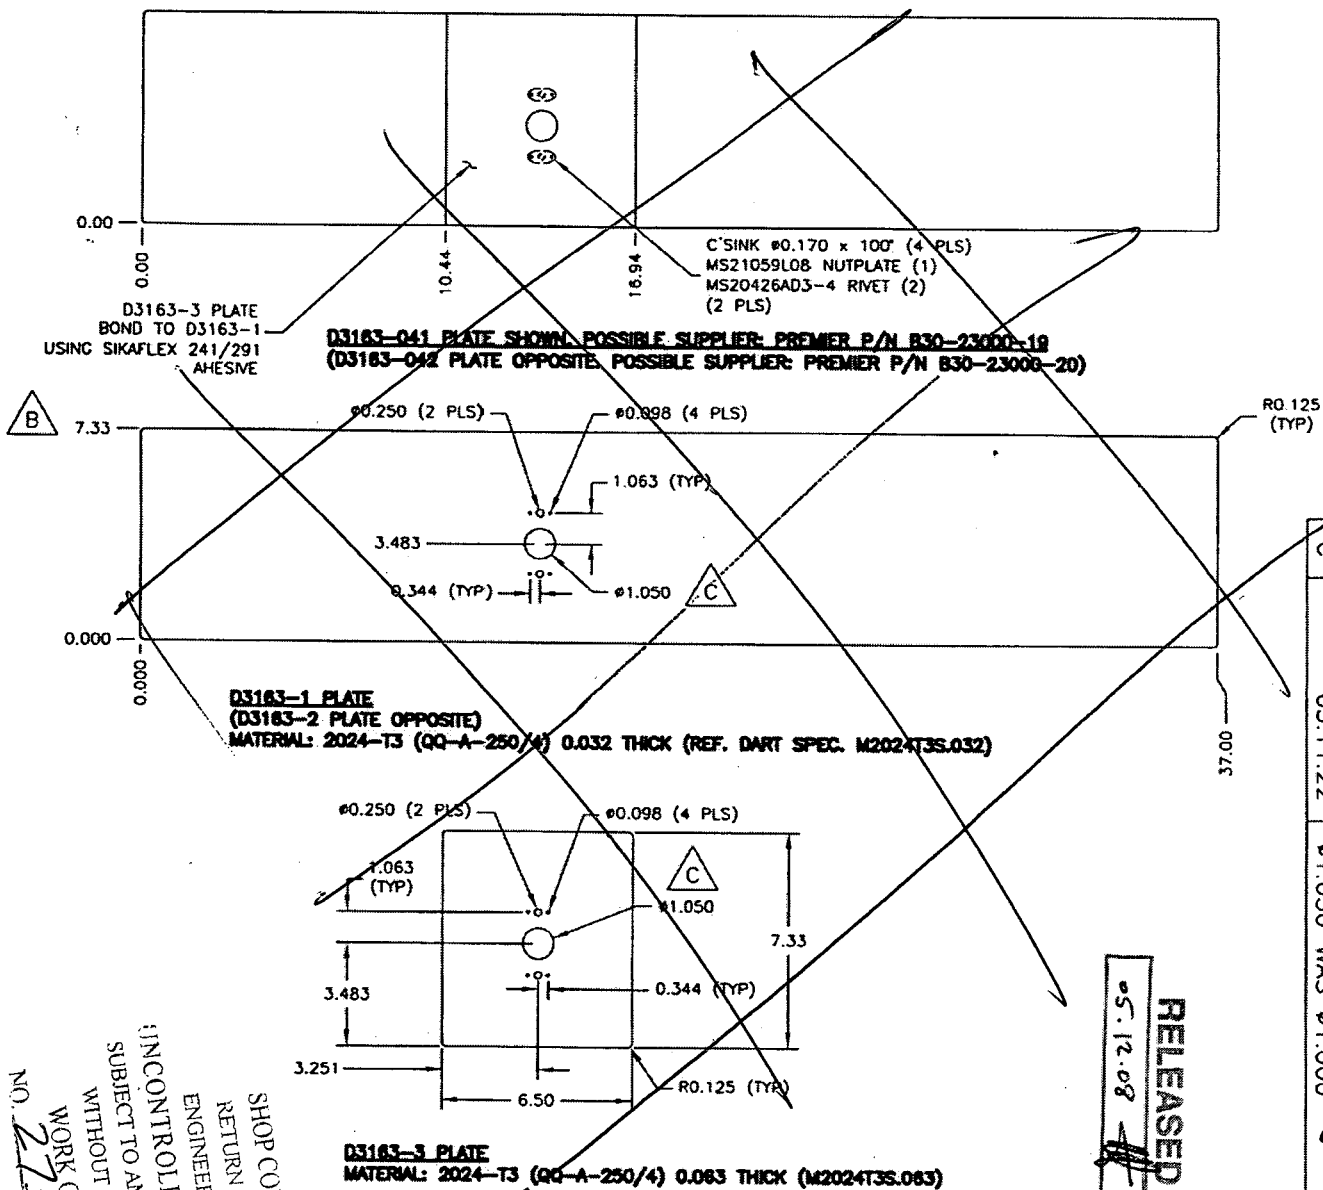 0.00
0.00
10.44
16.94
C'SINK ø0.170 x 100° (4 PLS)
MS21059L08 NUTPLATE (1)
MS20426AD3-4 RIVET (2)
(2 PLS)
D3163-3 PLATE
BOND TO D3163-1
USING SIKAFLEX 241/291
AHESIVE
D3163-041 PLATE SHOWN. POSSIBLE SUPPLIER: PREMIER P/N B30-23000-19
(D3163-042 PLATE OPPOSITE. POSSIBLE SUPPLIER: PREMIER P/N B30-23000-20)
B
7.33
ø0.250 (2 PLS)
ø0.098 (4 PLS)
R0.125
(TYP)
1.063 (TYP)
3.483
0.344 (TYP)
ø1.050
C
0.000
0.000
37.00
D3163-1 PLATE
(D3163-2 PLATE OPPOSITE)
MATERIAL: 2024-T3 (QQ-A-250/4) 0.032 THICK (REF. DART SPEC. M2024T3S.032)
ø0.250 (2 PLS)
ø0.098 (4 PLS)
1.063
(TYP)
C
ø1.050
7.33
3.483
0.344 (TYP)
3.251
6.50
R0.125 (TYP)
D3163-3 PLATE
MATERIAL: 2024-T3 (QQ-A-250/4) 0.063 THICK (M2024T3S.063)
RELEASED
05.12.08
SHOP CO
RETURN
ENGINEE
UNCONTROLL
SUBJECT TO AM
WITHOUT
WORK O
NO. 27